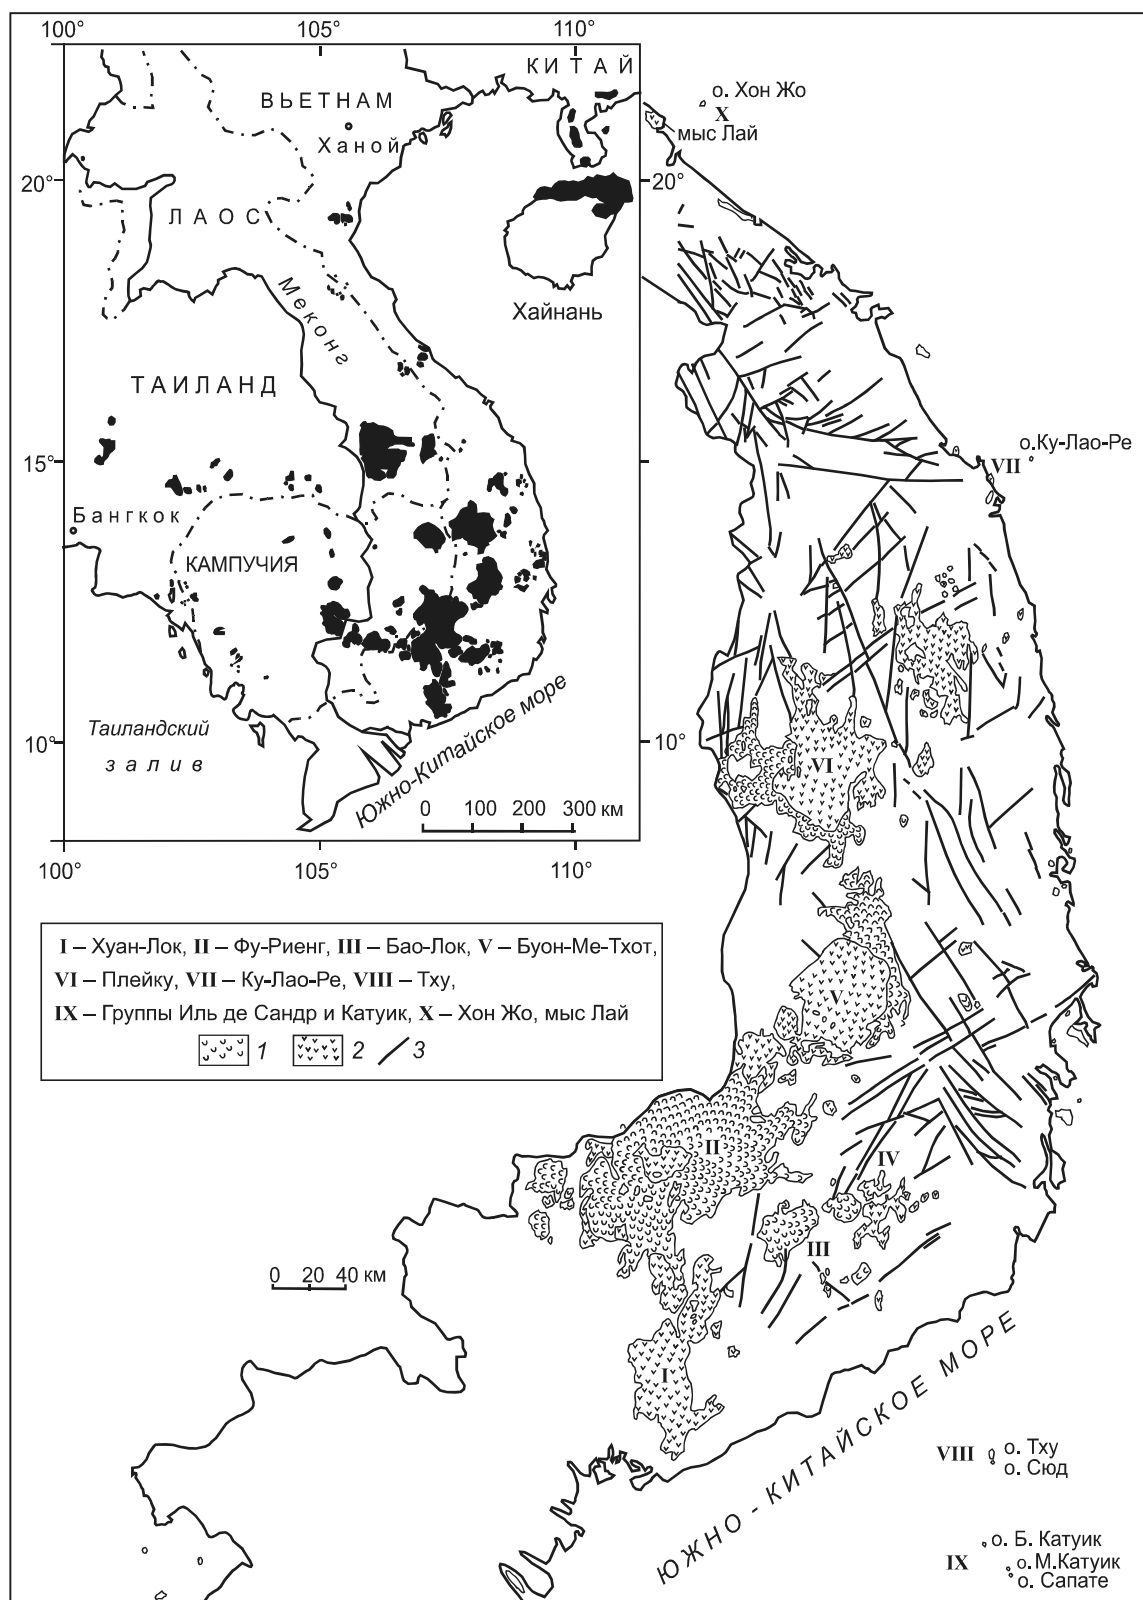 100°
105°
110°
КИТАЙ
ВЬЕТНАМ
Ханой
20°
20°
ЛАОС
Меконг
Хайнань
ТАИЛАНД
15°
Бангкок
КАМПУЧИЯ
Таиландский
залив
10°
10°
Южно-Китайское море
0 100 200 300 км
100°
105°
110°
о. Хон Жо
X
мыс Лай
о.Ку-Лао-Ре
VII
VI
V
II
IV
III
I
I – Хуан-Лок, II – Фу-Риенг, III – Бао-Лок, V – Буон-Ме-Тхот,
VI – Плейку, VII – Ку-Лао-Ре, VIII – Тху,
IX – Группы Иль де Сандр и Катуик, X – Хон Жо, мыс Лай
1 2 3
0 20 40 км
ЮЖНО-КИТАЙСКОЕ МОРЕ
VIII
о. Тху
о. Сюд
IX
о. Б. Катуик
о.М.Катуик
о. Сапате